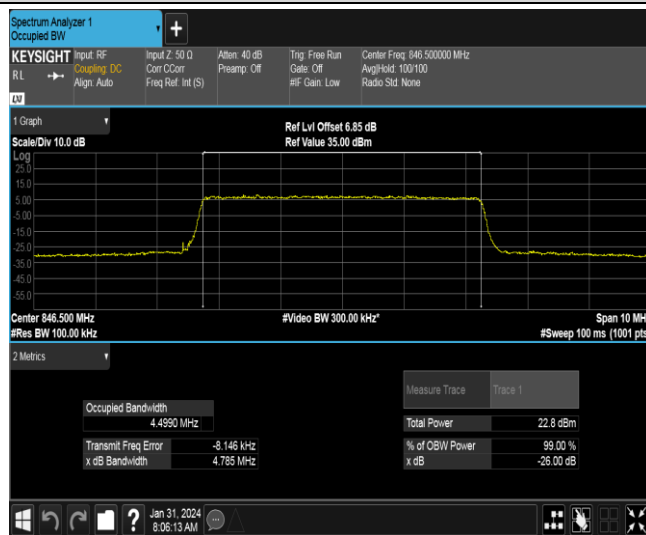 Spectrum Analyzer 1
Occupied BW
KEYSIGHT
Input: RF
Coupling: DC
Align: Auto
Input Z: 50 Ω
Corr CCorr
Freq Ref: Int (S)
Atten: 40 dB
Preamp: Off
Trig: Free Run
Gate: Off
#IF Gain: Low
Center Freq: 846.500000 MHz
Avg|Hold: 100/100
Radio Std: None
R L
LXI
1 Graph
Scale/Div 10.0 dB
Ref Lvl Offset 6.85 dB
Ref Value 35.00 dBm
Log
25.0
15.0
5.00
-5.00
-15.0
-25.0
-35.0
-45.0
-55.0
Center 846.500 MHz
#Video BW 300.00 kHz*
Span 10 MH
#Res BW 100.00 kHz
#Sweep 100 ms (1001 pts
2 Metrics
Measure Trace Trace 1
Occupied Bandwidth
4.4990 MHz
Total Power 22.8 dBm
Transmit Freq Error -8.146 kHz
% of OBW Power 99.00 %
x dB Bandwidth 4.785 MHz
x dB -26.00 dB
?
Jan 31, 2024
8:06:13 AM